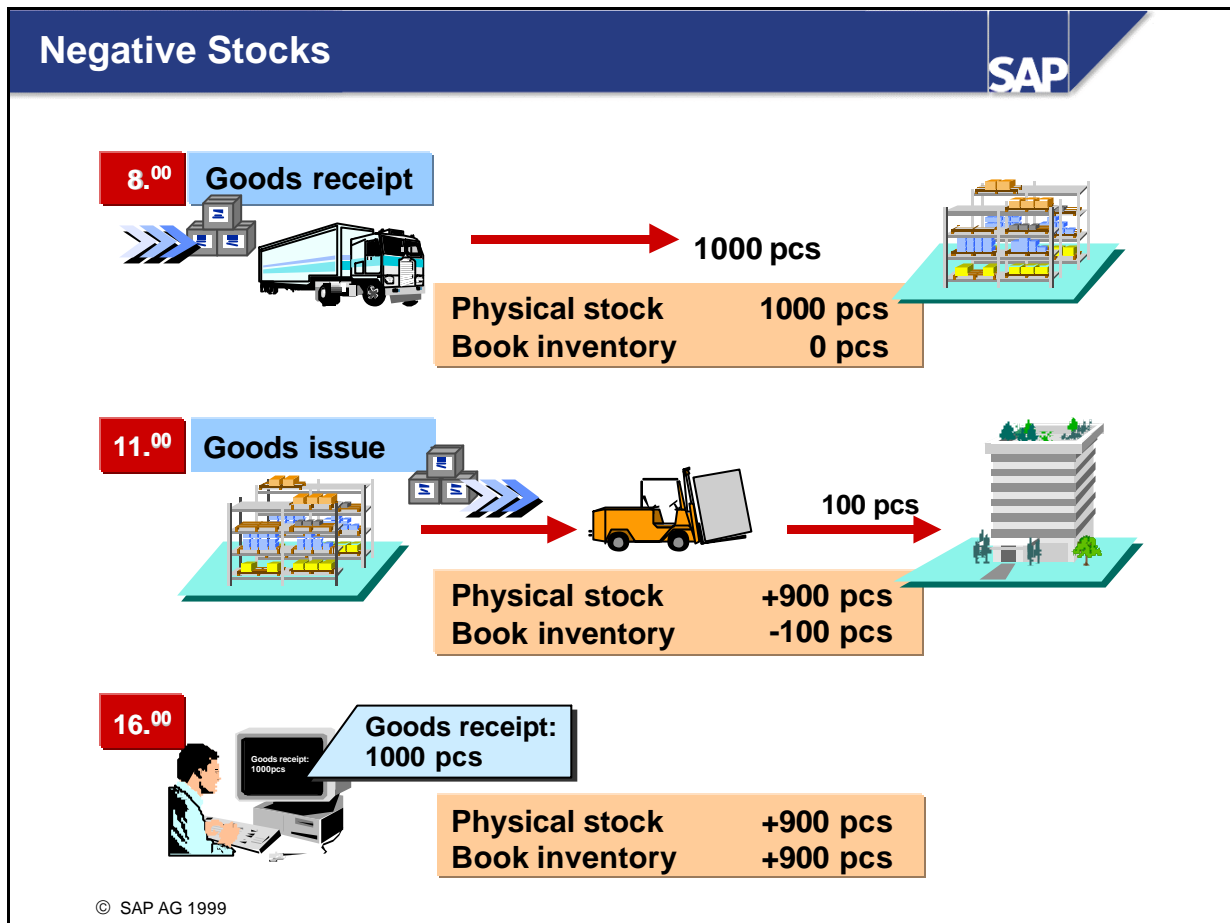 Negative Stocks
SAP
8.00 Goods receipt
1000 pcs
Physical stock 1000 pcs
Book inventory 0 pcs
11.00 Goods issue
100 pcs
Physical stock +900 pcs
Book inventory -100 pcs
16.00
Goods receipt:
1000 pcs
Goods receipt:
1000pcs
Physical stock +900 pcs
Book inventory +900 pcs
© SAP AG 1999